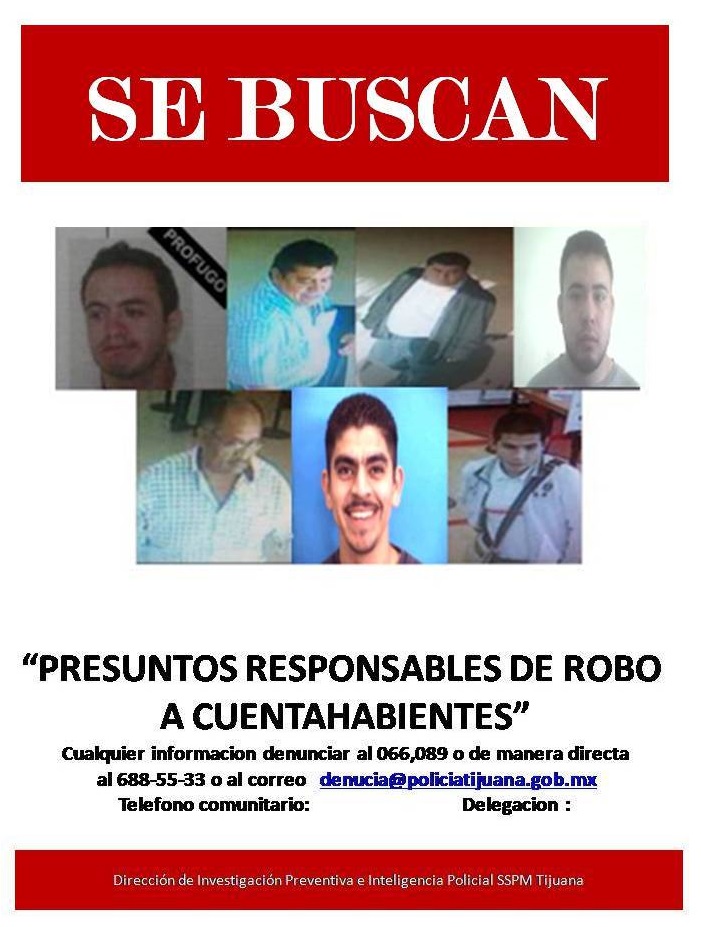 SE BUSCAN
PROFUGO
“PRESUNTOS RESPONSABLES DE ROBO
A CUENTAHABIENTES”
Cualquier informacion denunciar al 066,089 o de manera directa
al 688-55-33 o al correo denucia@policiatijuana.gob.mx
Telefono comunitario: Delegacion :
Dirección de Investigación Preventiva e Inteligencia Policial SSPM Tijuana